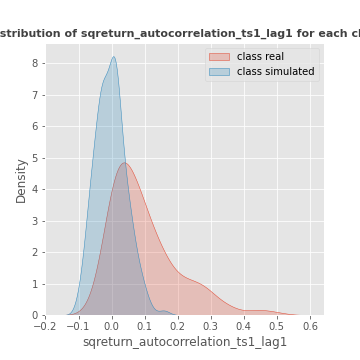 stribution of sqreturn_autocorrelation_ts1_lag1 for each cl
class real
class simulated
8
7
6
5
4
3
2
1
0
Density
−0.2 −0.1 0.0 0.1 0.2 0.3 0.4 0.5 0.6
sqreturn_autocorrelation_ts1_lag1